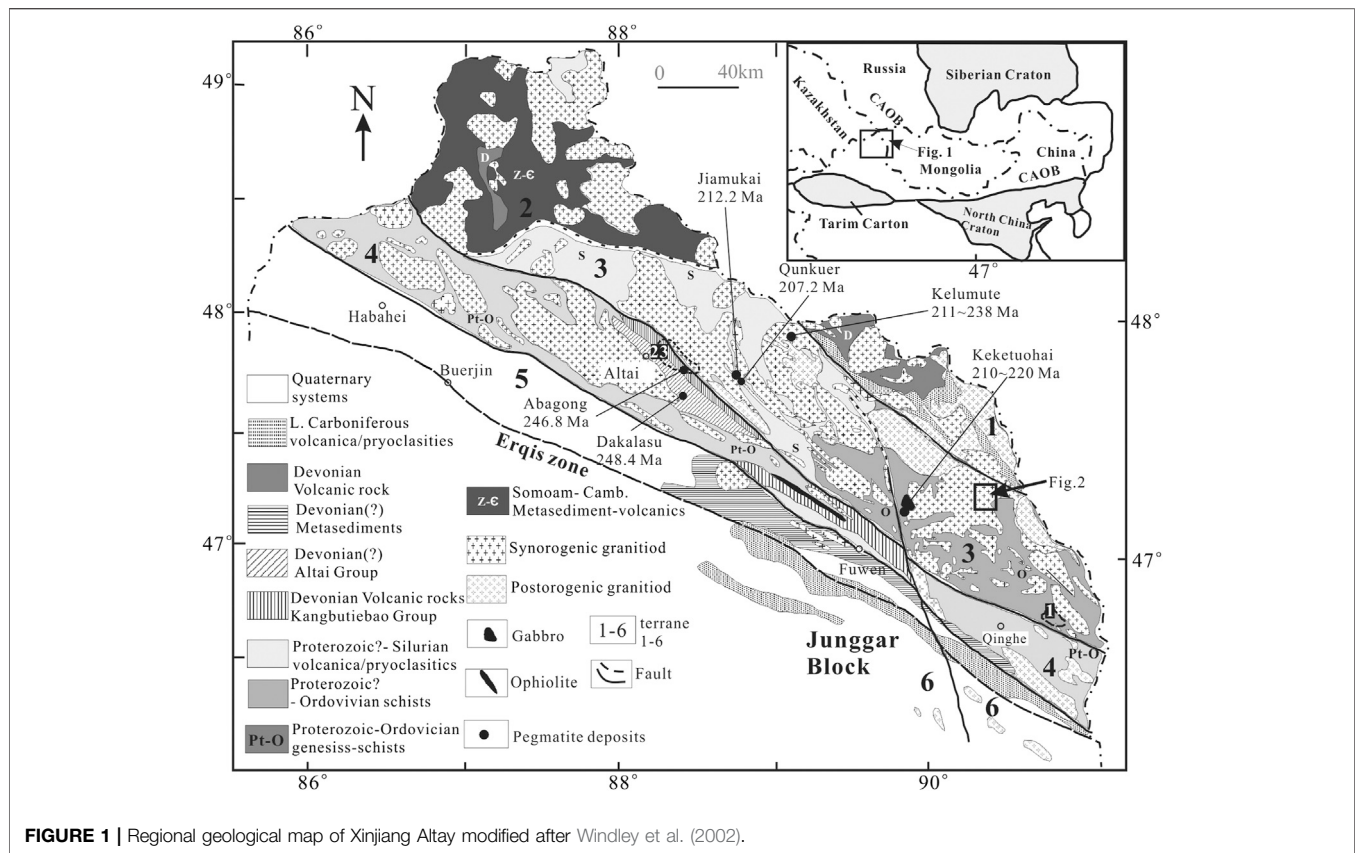 86°
88°
49°
0 40km
N
Russia
Siberian Craton
Kazakhstan
CAOB
Fig. 1
Mongolia
China
CAOB
Tarim Carton
North China
Craton
47°
D
Z-Є
2
Jiamukai
212.2 Ma
4
3
S
S
Qunkuer
207.2 Ma
Kelumute
211~238 Ma
48°
48°
Habahei
Pt-O
D
Keketuohai
210~220 Ma
Buerjin
5
Altai
Abagong
246.8 Ma
Dakalasu
248.4 Ma
Pt-O
S
1
Erqis zone
Fig.2
O
47°
47°
3
O
Fuwen
1
Qinghe
Pt-O
4
Junggar
Block
6
6
Quaternary
systems
L. Carboniferous
volcanica/pryoclasities
Devonian
Volcanic rock
Devonian(?)
Metasediments
Devonian(?)
Altai Group
Devonian Volcanic rocks
Kangbutiebao Group
Proterozoic?- Silurian
volcanica/pryoclasitics
Proterozoic?
- Ordovivian schists
Pt-O Proterozoic-Ordovician
genesiss-schists
Z-Є Somoam- Camb.
Metasediment-volcanics
Synorogenic granitiod
Postorogenic granitiod
Gabbro
1-6 terrane
1-6
Ophiolite
Fault
Pegmatite deposits
86°
88°
90°
FIGURE 1 | Regional geological map of Xinjiang Altay modified after Windley et al. (2002).